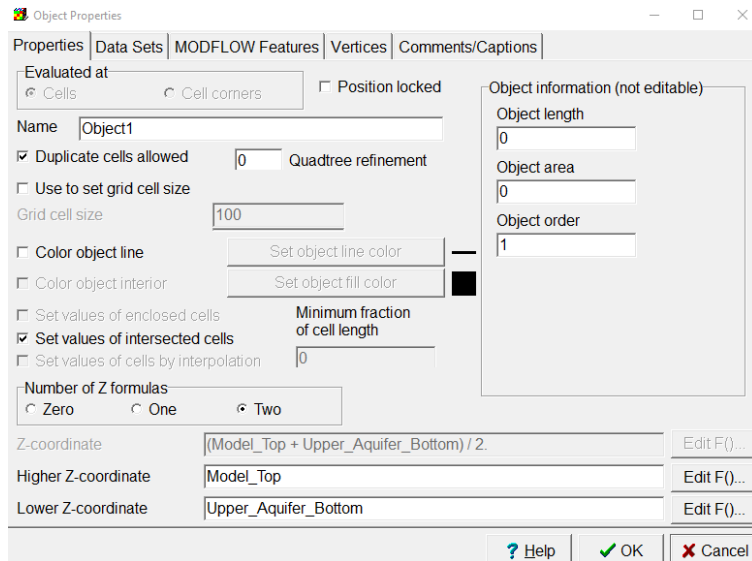 Object Properties
Properties Data Sets MODFLOW Features Vertices Comments/Captions
Evaluated at
Cells Cell corners
Position locked
Name Object1
Duplicate cells allowed 0 Quadtree refinement
Use to set grid cell size
Grid cell size 100
Color object line Set object line color
Color object interior Set object fill color
Set values of enclosed cells
Set values of intersected cells
Set values of cells by interpolation
Minimum fraction
of cell length
0
Number of Z formulas
Zero One Two
Z-coordinate (Model_Top + Upper_Aquifer_Bottom) / 2. Edit F()...
Higher Z-coordinate Model_Top Edit F()...
Lower Z-coordinate Upper_Aquifer_Bottom Edit F()...
Object information (not editable)
Object length
0
Object area
0
Object order
1
? Help OK Cancel